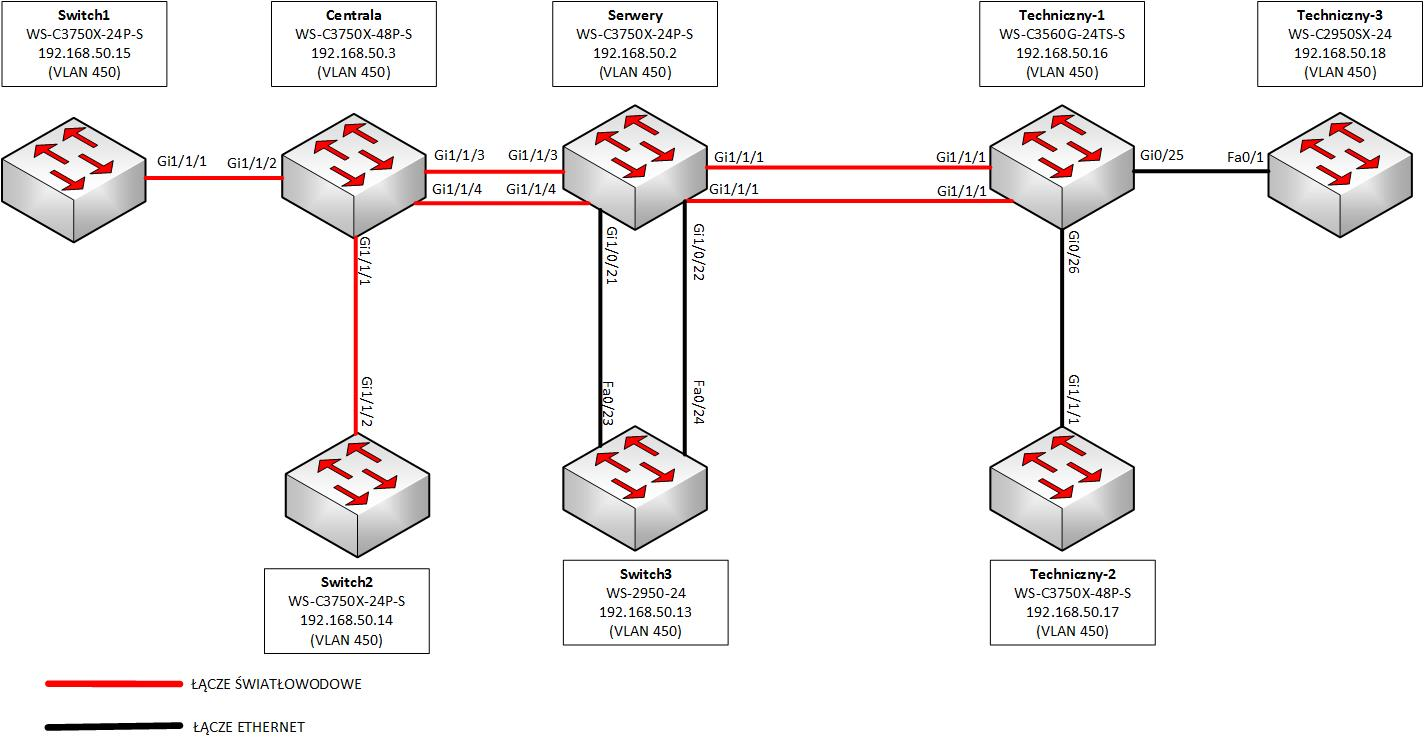 Switch1
WS-C3750X-24P-S
192.168.50.15
(VLAN 450)
Centrala
WS-C3750X-48P-S
192.168.50.3
(VLAN 450)
Serwery
WS-C3750X-24P-S
192.168.50.2
(VLAN 450)
Techniczny-1
WS-C3560G-24TS-S
192.168.50.16
(VLAN 450)
Techniczny-3
WS-C2950SX-24
192.168.50.18
(VLAN 450)
Gi1/1/1
Gi1/1/2
Gi1/1/3
Gi1/1/3
Gi1/1/1
Gi1/1/1
Gi0/25
Fa0/1
Gi1/1/4
Gi1/1/4
Gi1/1/1
Gi1/1/1
Gi1/1/1
Gi1/0/21
Gi1/0/22
Gi0/26
Gi1/1/2
Fa0/23
Fa0/24
Gi1/1/1
Switch2
WS-C3750X-24P-S
192.168.50.14
(VLAN 450)
Switch3
WS-2950-24
192.168.50.13
(VLAN 450)
Techniczny-2
WS-C3750X-48P-S
192.168.50.17
(VLAN 450)
ŁĄCZE ŚWIATŁOWODOWE
ŁĄCZE ETHERNET